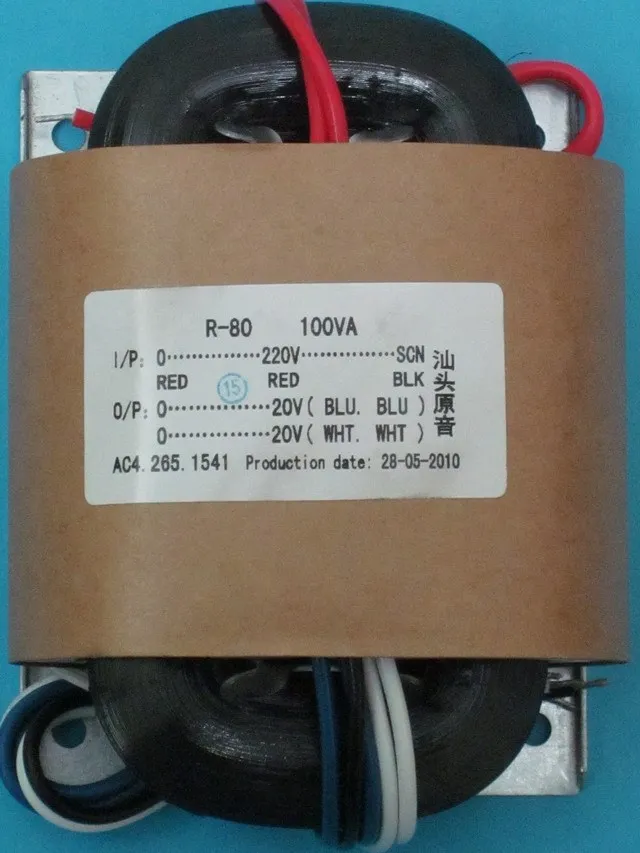 R-80 100VA
I/P: 0··············220V··············SCN
RED RED BLK
15
O/P: 0··············20V( BLU. BLU )
0··············20V( WHT. WHT )
汕头原音
AC4.265.1541 Production date: 28-05-2010